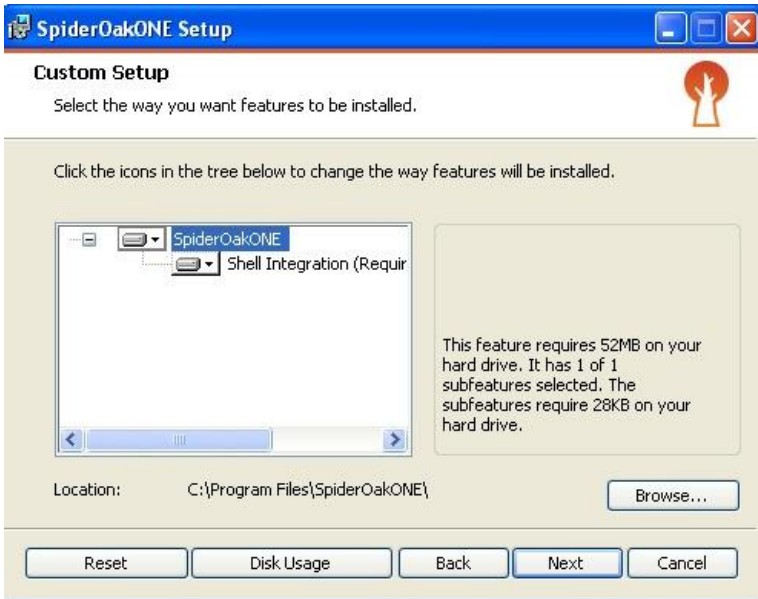 SpiderOakONE Setup
Custom Setup
Select the way you want features to be installed.
Click the icons in the tree below to change the way features will be installed.
SpiderOakONE
Shell Integration (Requir
This feature requires 52MB on your
hard drive. It has 1 of 1
subfeatures selected. The
subfeatures require 28KB on your
hard drive.
Location: C:\Program Files\SpiderOakONE\
Browse...
Reset Disk Usage Back Next Cancel